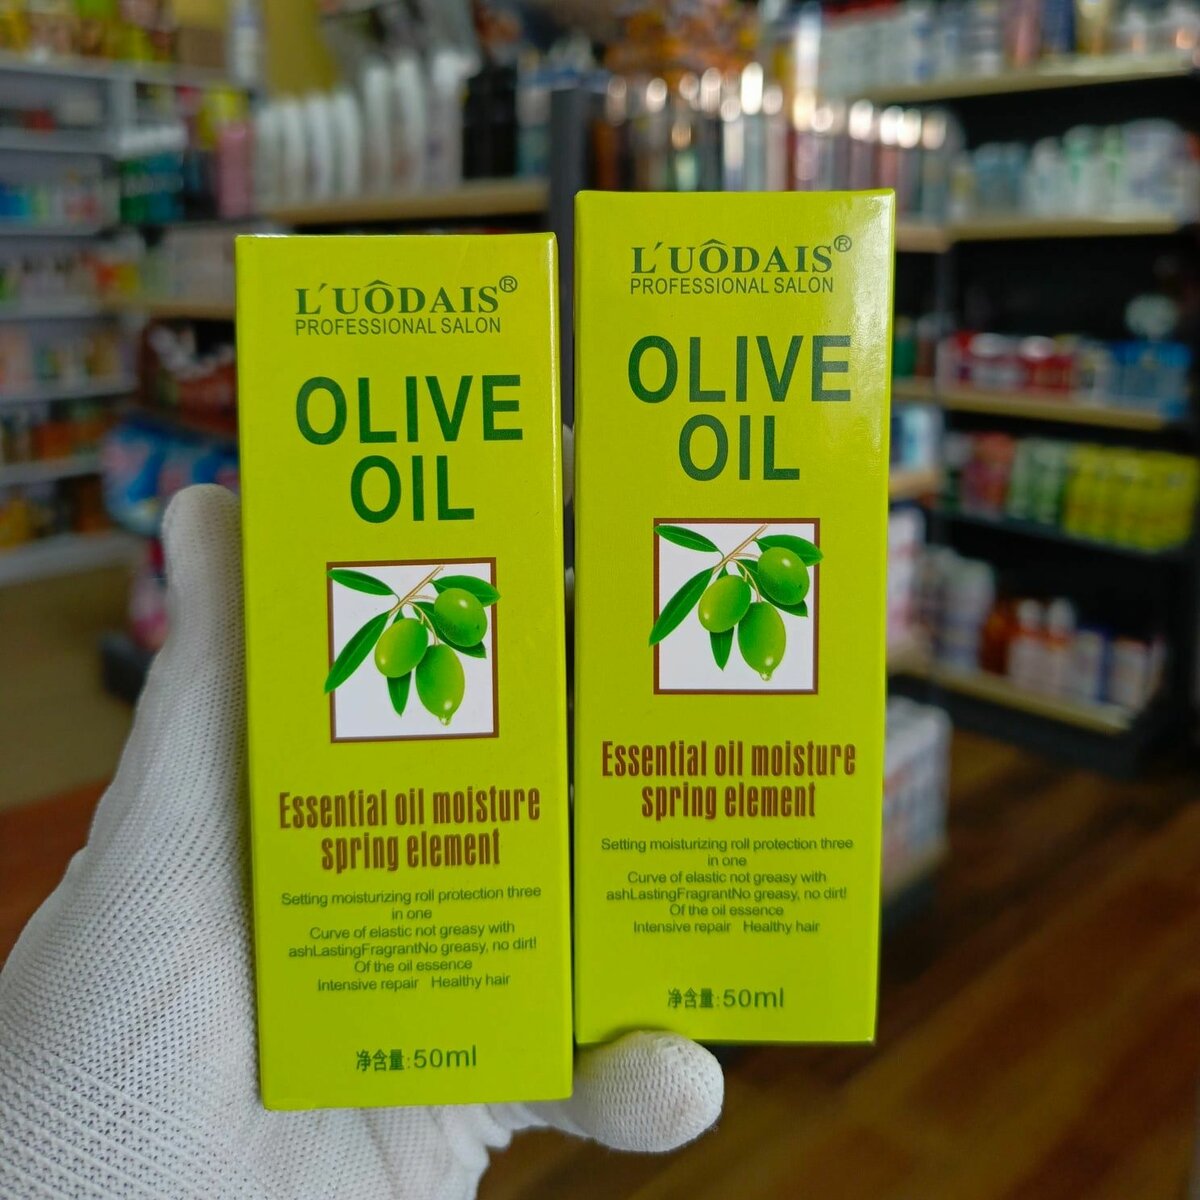 L'UÔDAIS®
PROFESSIONAL SALON
OLIVE
OIL
Essential oil moisture
spring element
Setting moisturizing roll protection three
in one
Curve of elastic not greasy with
ashLastingFragrantNo greasy, no dirt!
Of the oil essence
Intensive repair Healthy hair
净含量:50ml
L'UÔDAIS®
PROFESSIONAL SALON
OLIVE
OIL
Essential oil moisture
spring element
Setting moisturizing roll protection three
in one
Curve of elastic not greasy with
ashLastingFragrantNo greasy, no dirt!
Of the oil essence
Intensive repair Healthy hair
净含量:50ml